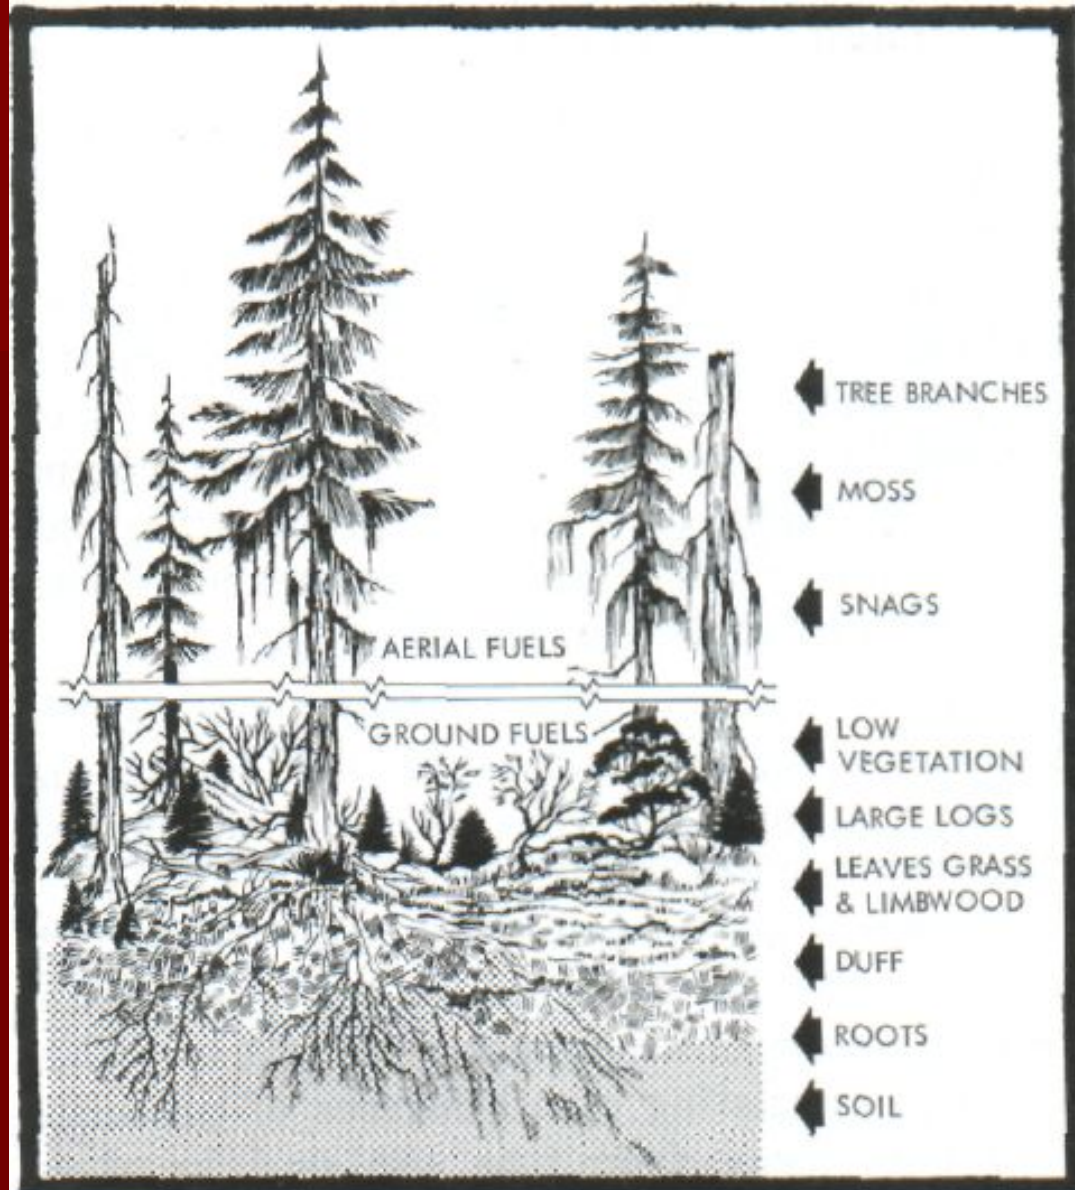 TREE BRANCHES
MOSS
SNAGS
AERIAL FUELS
GROUND FUELS
LOW
VEGETATION
LARGE LOGS
LEAVES GRASS
& LIMBWOOD
DUFF
ROOTS
SOIL